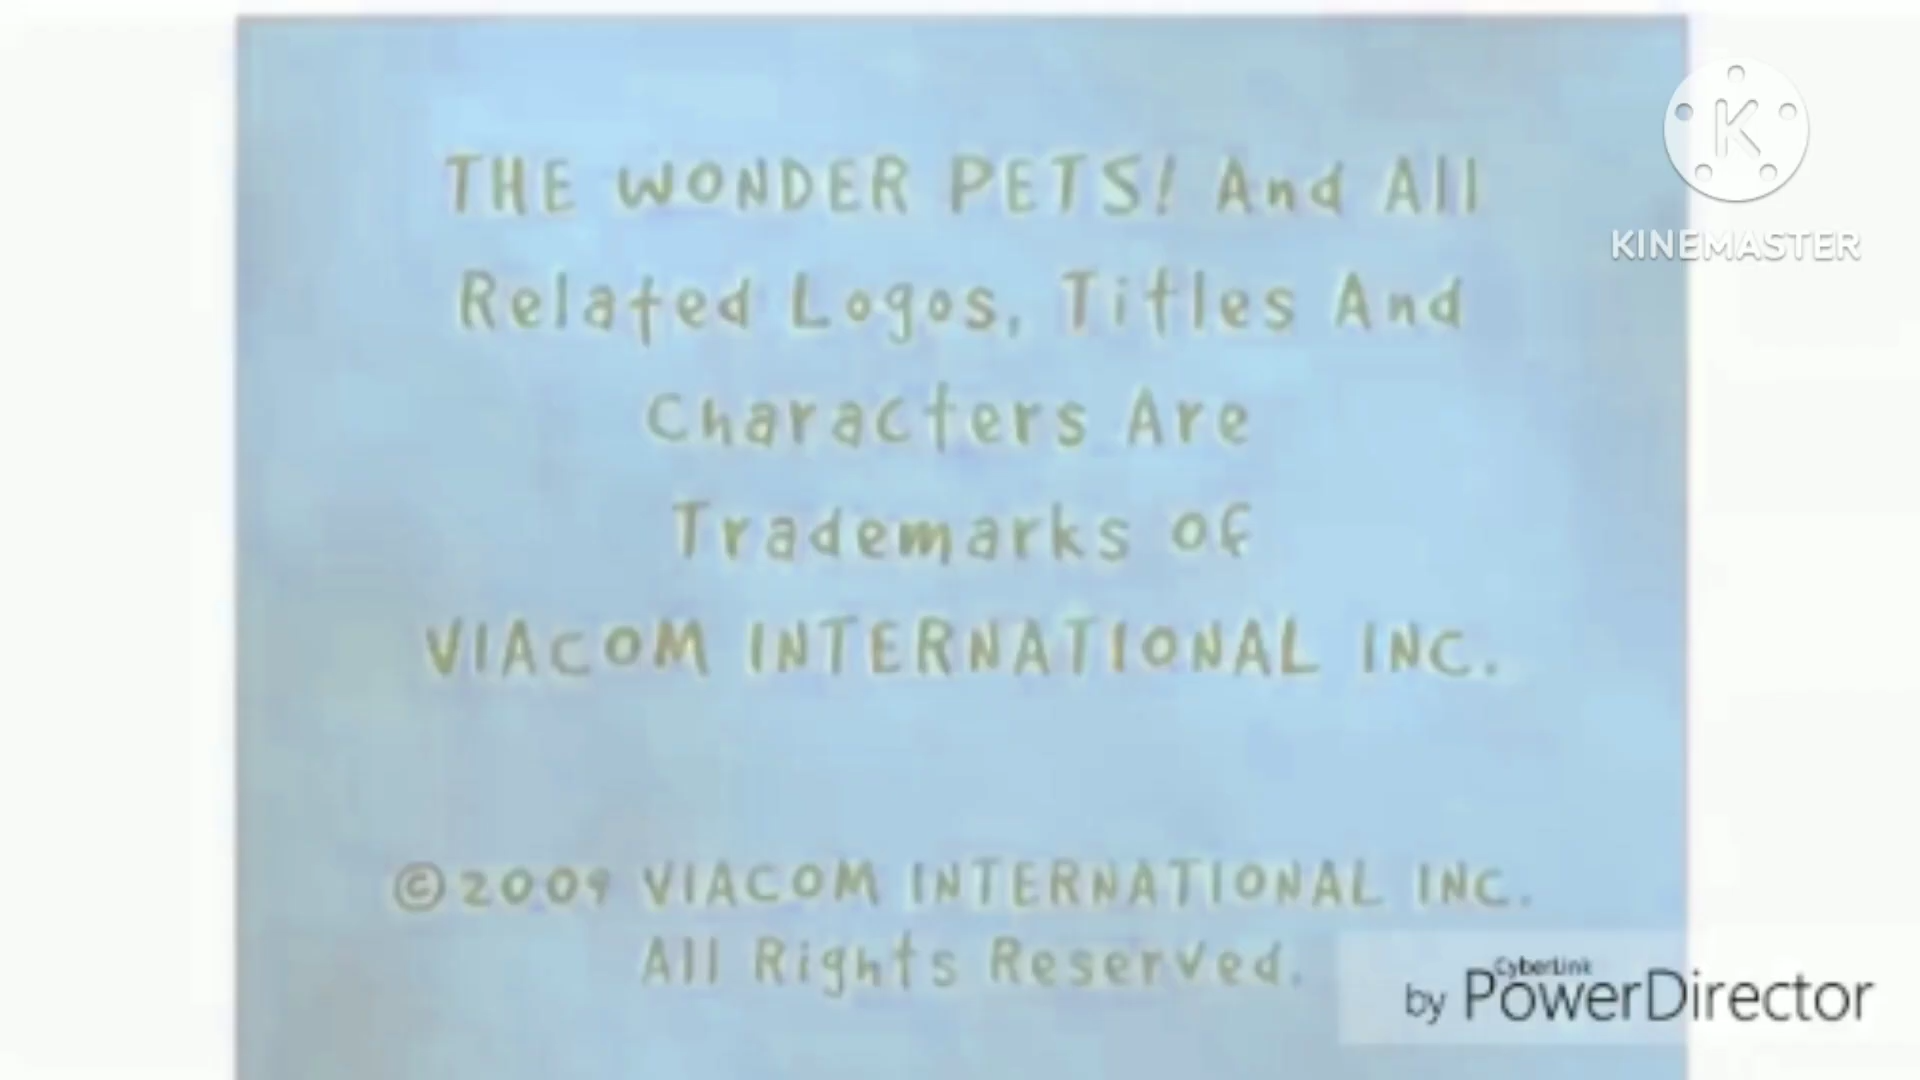 THE WONDER PETS! And All
Related Logos, Titles And
Characters Are
Trademarks of
VIACOM INTERNATIONAL INC.
©2009 VIACOM INTERNATIONAL INC.
All Rights Reserved.
K
KINEMASTER
CyberLink
by PowerDirector